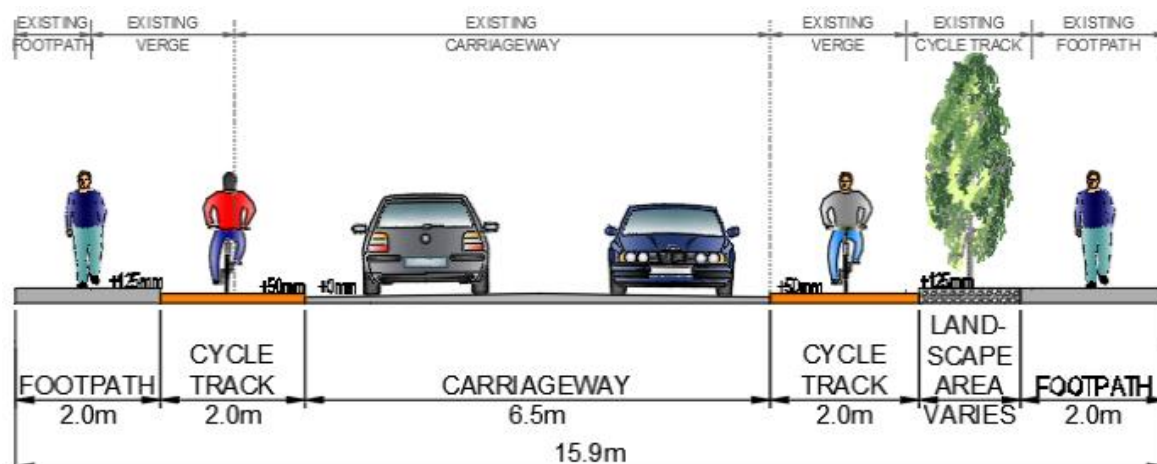 EXISTING EXISTING EXISTING EXISTING EXISTING EXISTING
FOOTPATH VERGE CARRIAGEWAY VERGE CYCLE TRACK FOOTPATH
+125mm +50mm +0mm +50mm +125mm
FOOTPATH
2.0m
CYCLE
TRACK
2.0m
CARRIAGEWAY
6.5m
CYCLE
TRACK
2.0m
LAND-
SCAPE
AREA
VARIES
FOOTPATH
2.0m
15.9m